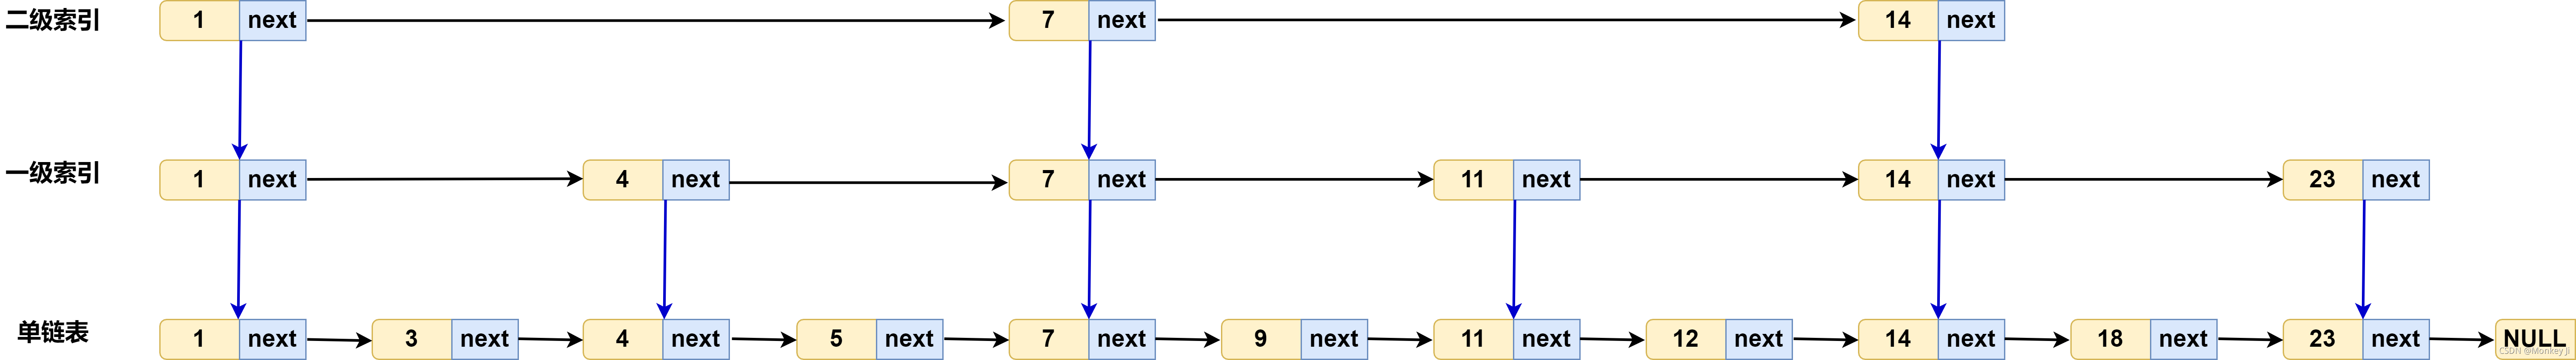 二级索引 1 next 7 next 14 next
一级索引 1 next 4 next 7 next 11 next 14 next 23 next
单链表 1 next 3 next 4 next 5 next 7 next 9 next 11 next 12 next 14 next 18 next 23 next NULL
CSDN @Monkey Ji